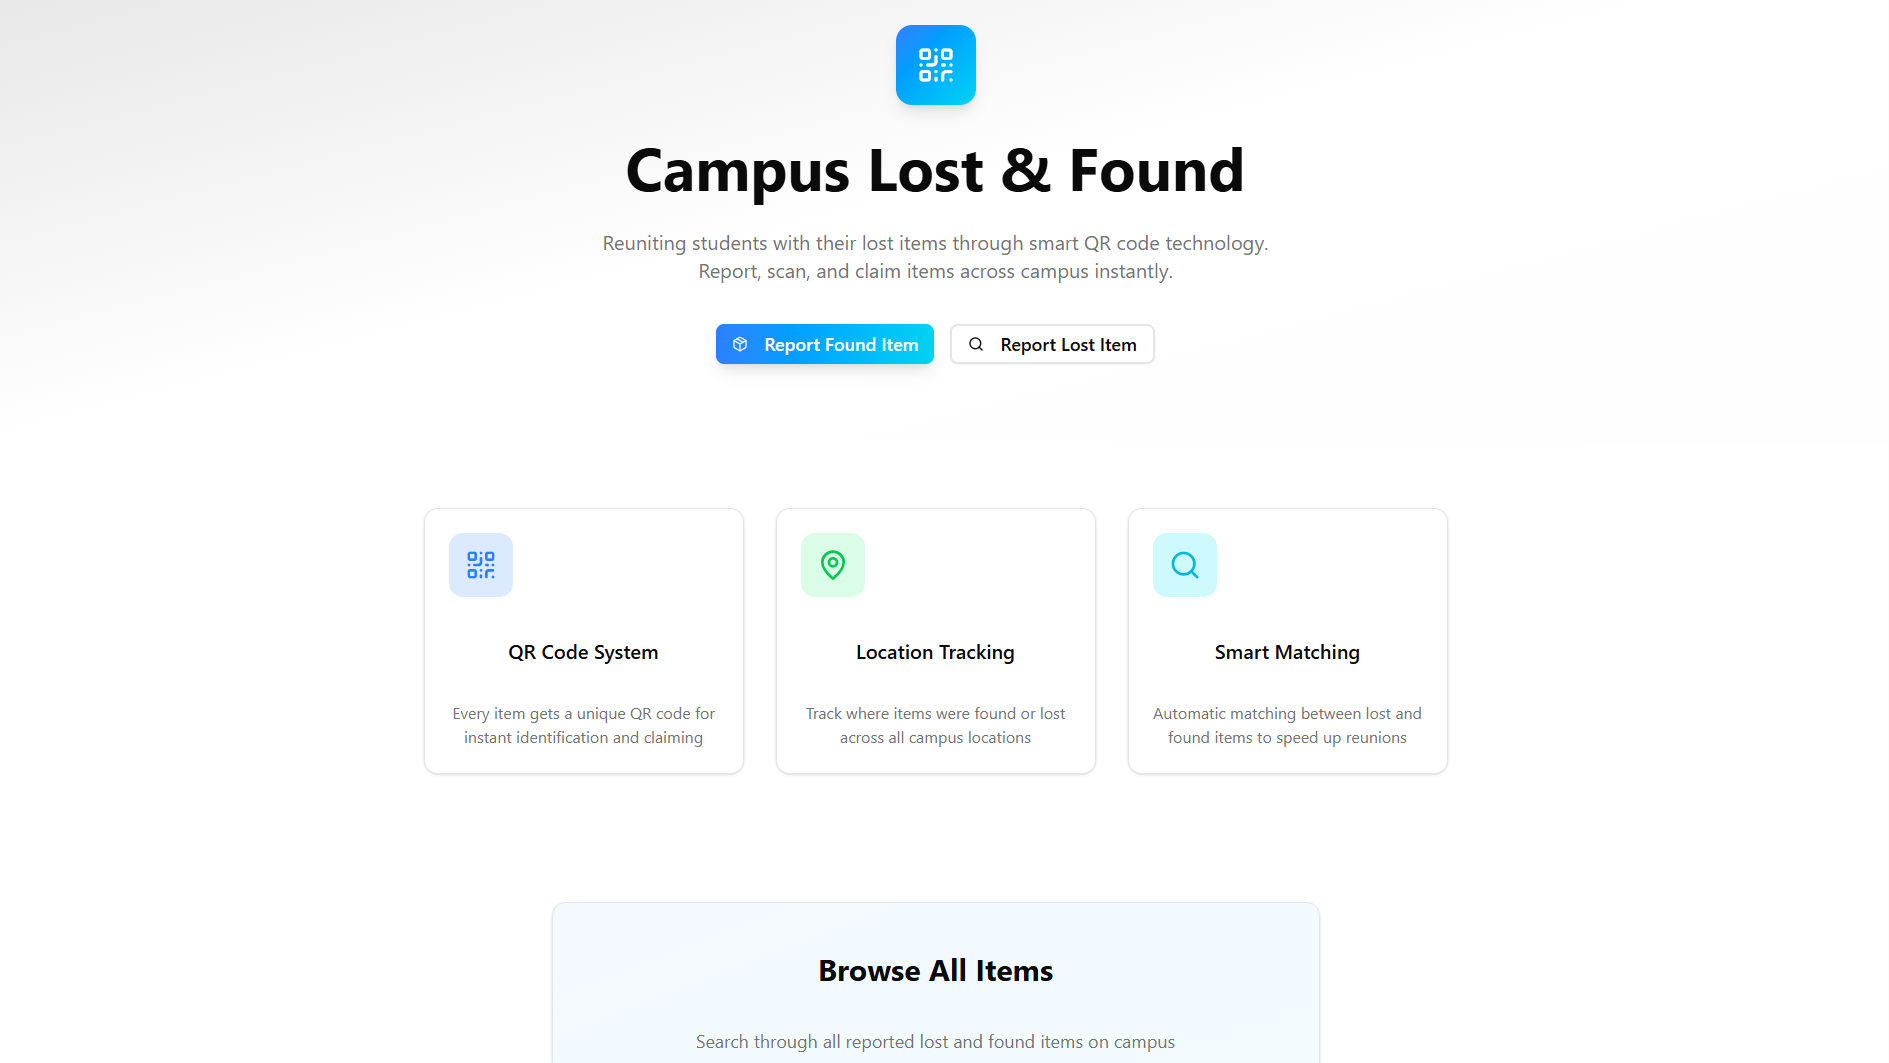 Campus Lost & Found
Reuniting students with their lost items through smart QR code technology.
Report, scan, and claim items across campus instantly.
Report Found Item
Report Lost Item
QR Code System
Every item gets a unique QR code for
instant identification and claiming
Location Tracking
Track where items were found or lost
across all campus locations
Smart Matching
Automatic matching between lost and
found items to speed up reunions
Browse All Items
Search through all reported lost and found items on campus